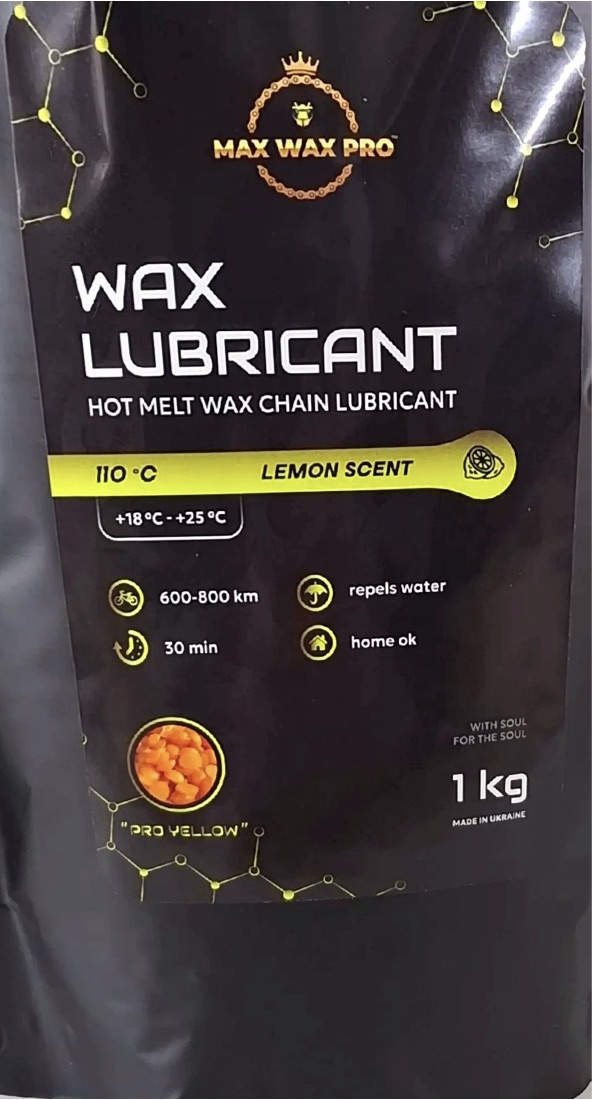 MAX WAX PRO™
WAX
LUBRICANT
HOT MELT WAX CHAIN LUBRICANT
110 °C LEMON SCENT
+18°C - +25°C
600-800 km repels water
30 min home ok
WITH SOUL
FOR THE SOUL
1 kg
MADE IN UKRAINE
"PRO YELLOW"